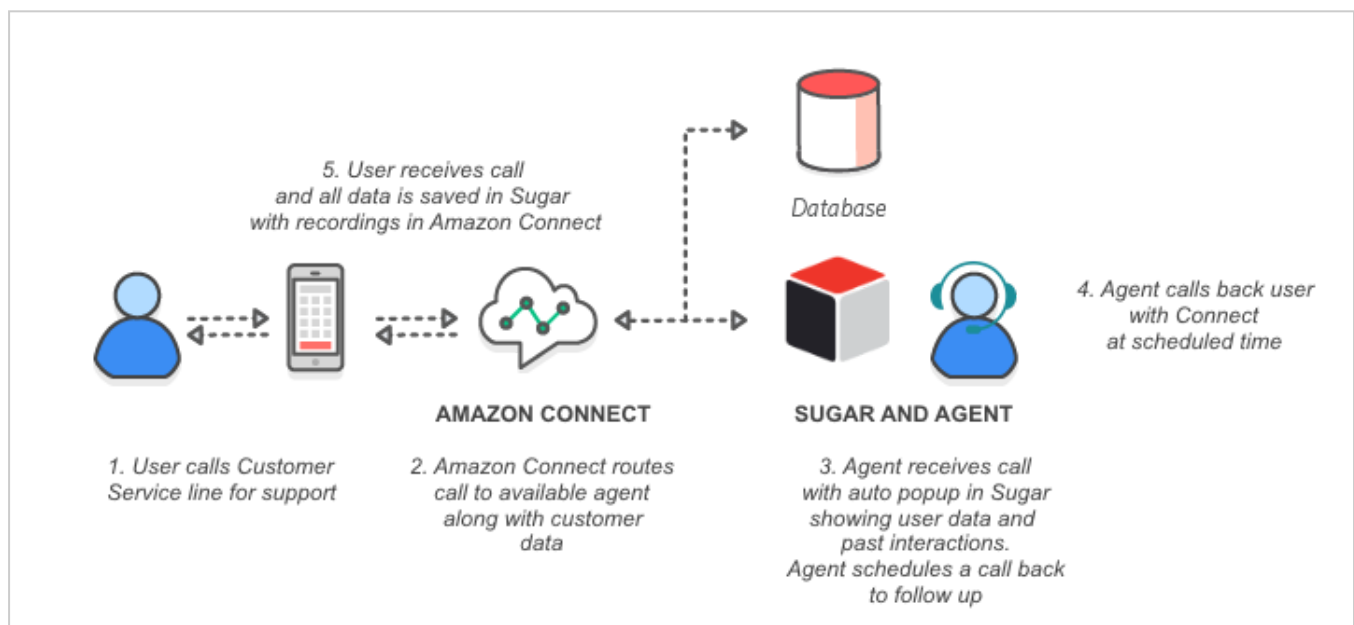 5. User receives call
and all data is saved in Sugar
with recordings in Amazon Connect
Database
4. Agent calls back user
with Connect
at scheduled time
AMAZON CONNECT
SUGAR AND AGENT
1. User calls Customer
Service line for support
2. Amazon Connect routes
call to available agent
along with customer
data
3. Agent receives call
with auto popup in Sugar
showing user data and
past interactions.
Agent schedules a call back
to follow up